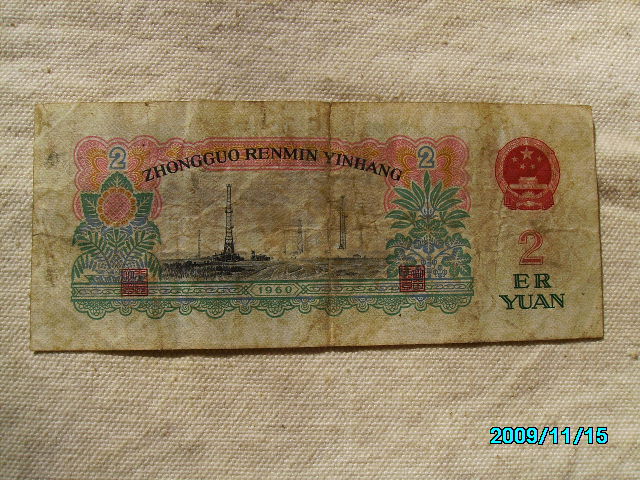 2 2
ZHONGGUO RENMIN YINHANG
1960
2
ER
YUAN
2009/11/15